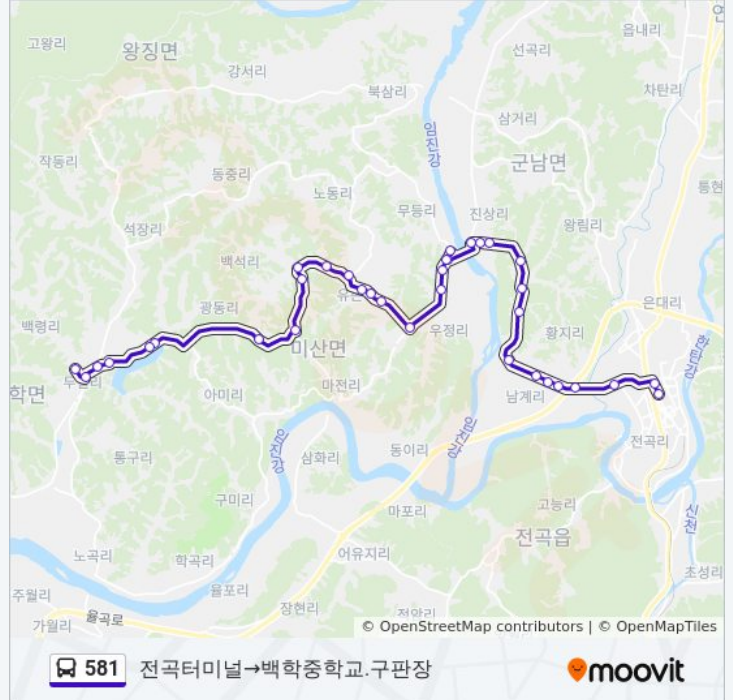 읍내리
연
고왕리
왕징면
선곡리
강서리
북삼리
차탄리
임진강
삼거리
작동리
군남면
동중리
통현
노동리
무등리
진상리
왕림리
석장리
백석리
광동리
은대리
백령리
우정리
황지리
미산면
한탄강
마전리
학면
아미리
남계리
임진강
임진강
전곡리
통구리
삼화리
동이리
구미리
마포리
고능리
신천
전곡읍
노곡리
학곡리
어유지리
초성리
주월리
율포리
장현리
적암리
율곡로
가월리
© OpenStreetMap contributors | © OpenMapTiles
581 전곡터미널→백학중학교.구판장
moovit